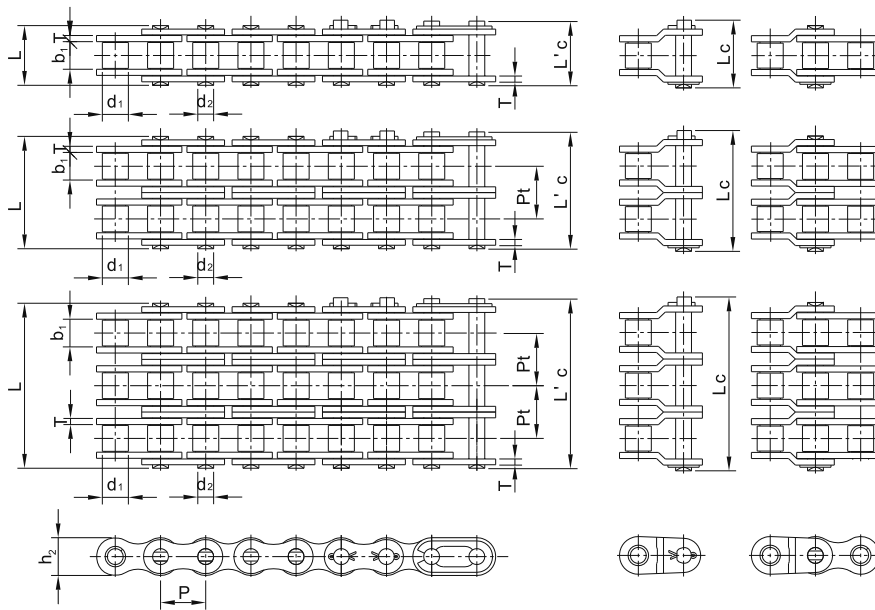 L
T
b₁
d₁
d₂
T
L'c
Lc
L
T
b₁
d₁
d₂
Pt
T
L'c
Lc
L
b₁
T
d₁
d₂
Pt
Pt
T
L'c
Lc
h₂
P